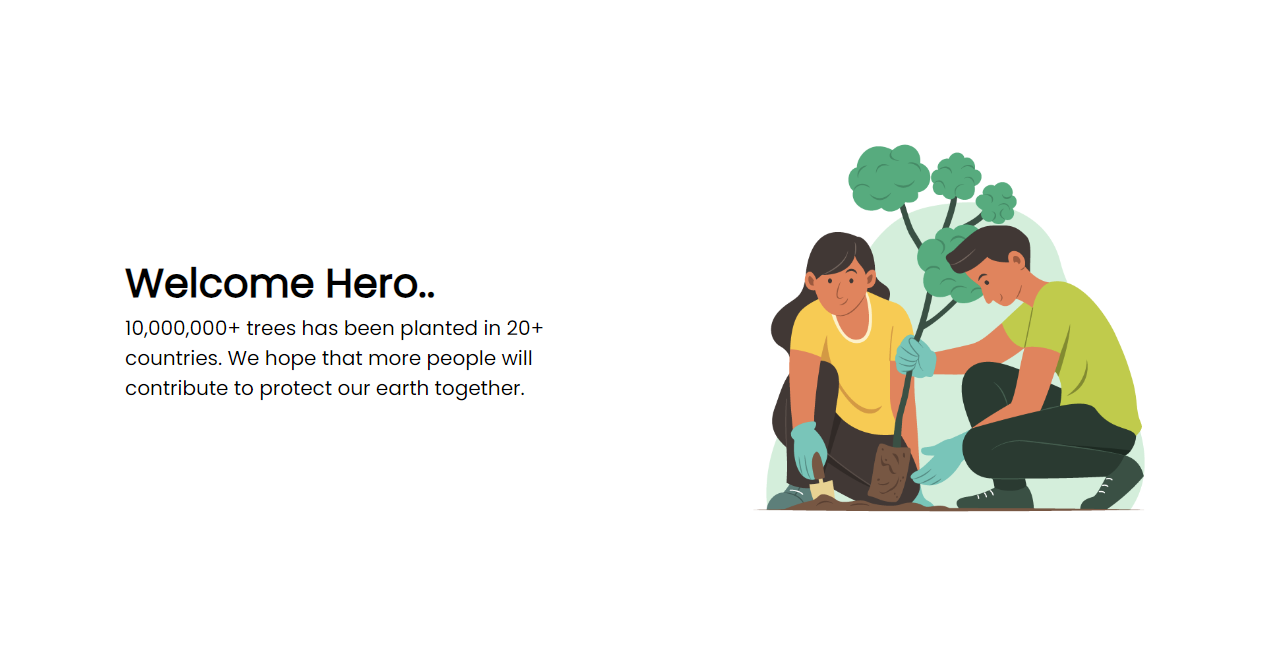 Welcome Hero..
10,000,000+ trees has been planted in 20+
countries. We hope that more people will
contribute to protect our earth together.